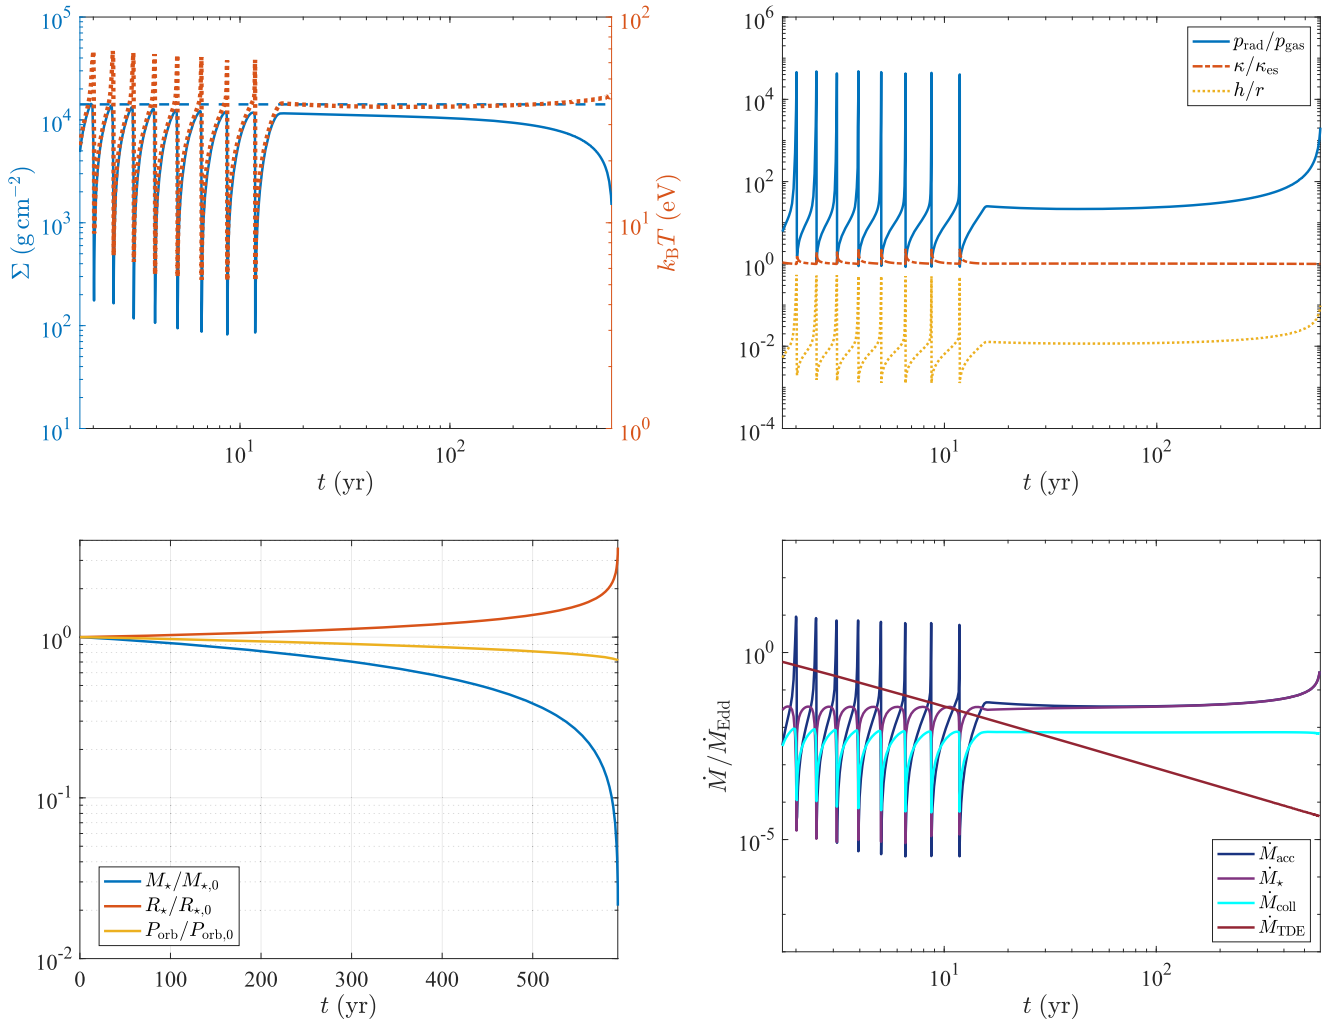 10^5
10^4
10^3
10^2
10^1
Σ (g cm^−2)
10^2
10^1
10^0
k_B T (eV)
10^1
10^2
t (yr)
10^6
10^4
10^2
10^0
10^-2
10^-4
p_rad/p_gas
κ/κ_es
h/r
10^1
10^2
t (yr)
10^0
10^-1
10^-2
M_⋆/M_⋆,0
R_⋆/R_⋆,0
P_orb/P_orb,0
0
100
200
300
400
500
t (yr)
10^0
10^-5
Ṁ/Ṁ_Edd
Ṁ_acc
Ṁ_⋆
Ṁ_coll
Ṁ_TDE
10^1
10^2
t (yr)